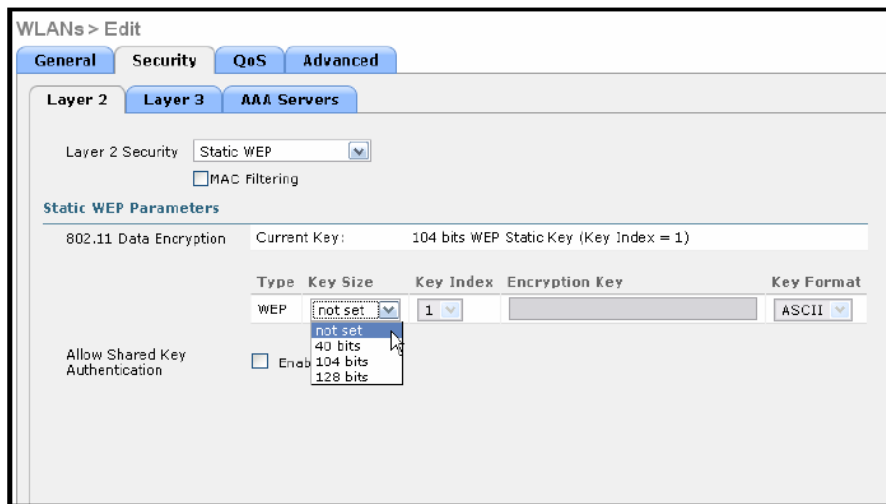 WLANs > Edit
General Security QoS Advanced
Layer 2 Layer 3 AAA Servers
Layer 2 Security Static WEP
MAC Filtering
Static WEP Parameters
802.11 Data Encryption Current Key: 104 bits WEP Static Key (Key Index = 1)
Type Key Size Key Index Encryption Key Key Format
WEP not set 1 ASCII
not set
40 bits
104 bits
128 bits
Allow Shared Key
Authentication